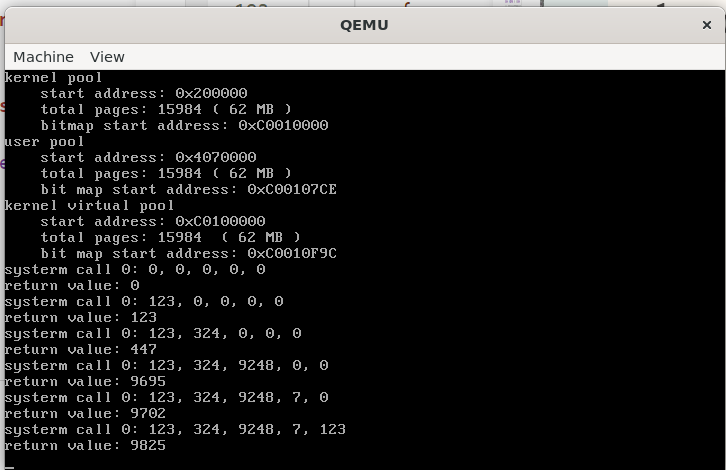 QEMU
Machine View
kernel pool
start address: 0x200000
total pages: 15984 ( 62 MB )
bitmap start address: 0xC0010000
user pool
start address: 0x4070000
total pages: 15984 ( 62 MB )
bit map start address: 0xC00107CE
kernel virtual pool
start address: 0xC0100000
total pages: 15984  ( 62 MB )
bit map start address: 0xC0010F9C
systerm call 0: 0, 0, 0, 0, 0
return value: 0
systerm call 0: 123, 0, 0, 0, 0
return value: 123
systerm call 0: 123, 324, 0, 0, 0
return value: 447
systerm call 0: 123, 324, 9248, 0, 0
return value: 9695
systerm call 0: 123, 324, 9248, 7, 0
return value: 9702
systerm call 0: 123, 324, 9248, 7, 123
return value: 9825